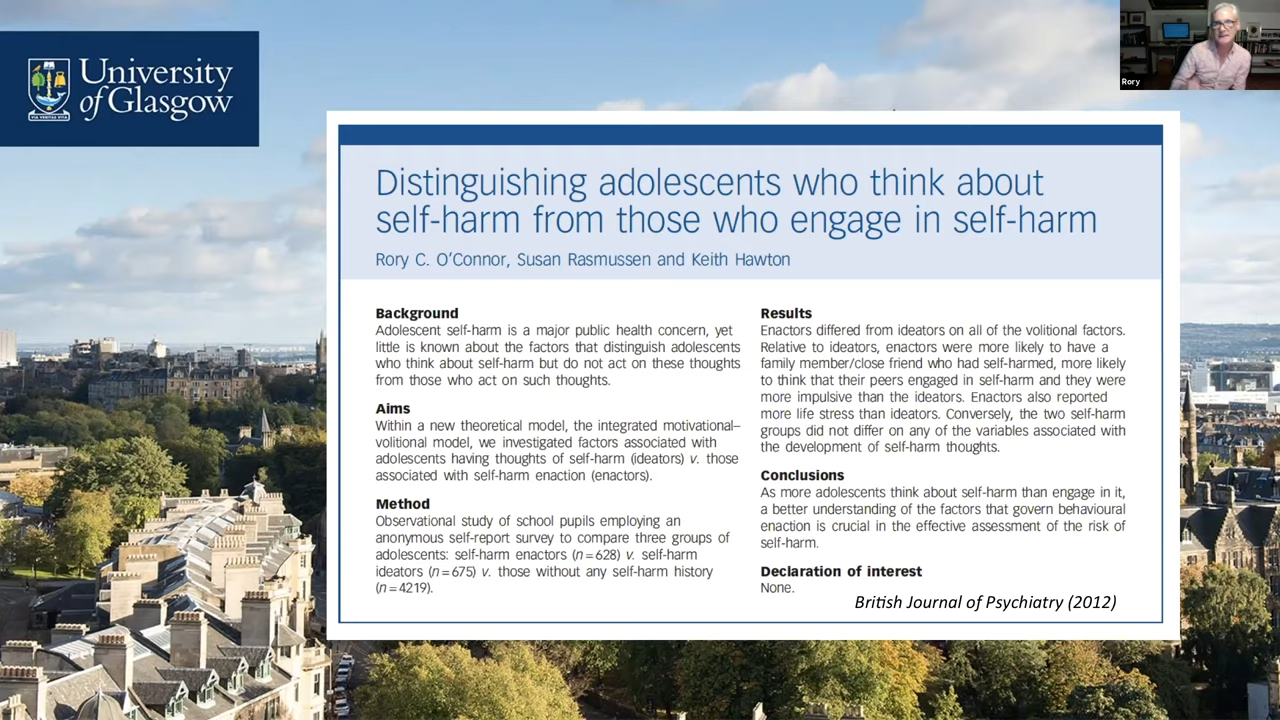 University
of Glasgow
VIA VERITAS VITA
Rory
Distinguishing adolescents who think about
self-harm from those who engage in self-harm
Rory C. O'Connor, Susan Rasmussen and Keith Hawton
Background
Adolescent self-harm is a major public health concern, yet
little is known about the factors that distinguish adolescents
who think about self-harm but do not act on these thoughts
from those who act on such thoughts.
Aims
Within a new theoretical model, the integrated motivational–
volitional model, we investigated factors associated with
adolescents having thoughts of self-harm (ideators) v. those
associated with self-harm enaction (enactors).
Method
Observational study of school pupils employing an
anonymous self-report survey to compare three groups of
adolescents: self-harm enactors (n = 628) v. self-harm
ideators (n = 675) v. those without any self-harm history
(n = 4219).
Results
Enactors differed from ideators on all of the volitional factors.
Relative to ideators, enactors were more likely to have a
family member/close friend who had self-harmed, more likely
to think that their peers engaged in self-harm and they were
more impulsive than the ideators. Enactors also reported
more life stress than ideators. Conversely, the two self-harm
groups did not differ on any of the variables associated with
the development of self-harm thoughts.
Conclusions
As more adolescents think about self-harm than engage in it,
a better understanding of the factors that govern behavioural
enaction is crucial in the effective assessment of the risk of
self-harm.
Declaration of interest
None.
British Journal of Psychiatry (2012)